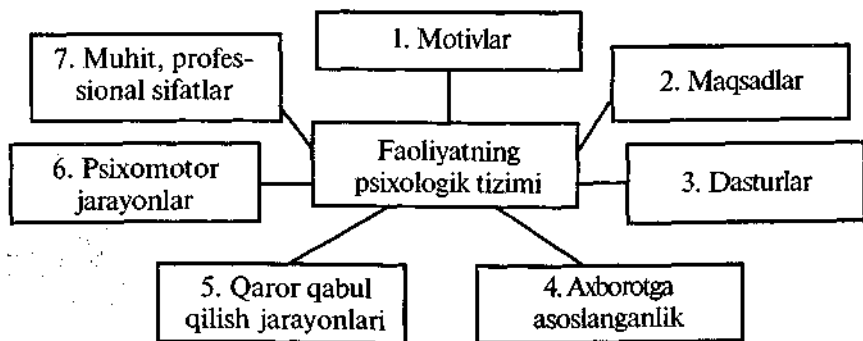 1. Motivlar
7. Muhit, profes-
sional sifatlar
2. Maqsadlar
Faoliyatning
psixologik tizimi
6. Psixomotor
jarayonlar
3. Dasturlar
5. Qaror qabul
qilish jarayonlari
4. Axborotga
asoslanganlik